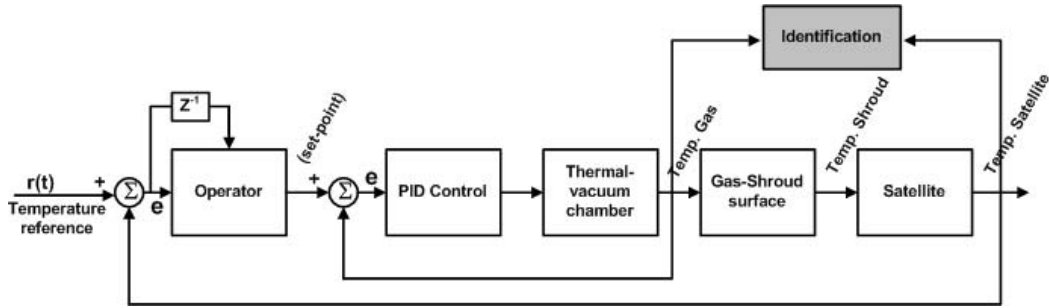 Identification
Z-1
(set-point)
Temp. Gas
Temp. Shroud
Temp. Satellite
r(t)
+
Σ
e
Operator
+
Σ
e
PID Control
Thermal-
vacuum
chamber
Gas-Shroud
surface
Satellite
Temperature
reference